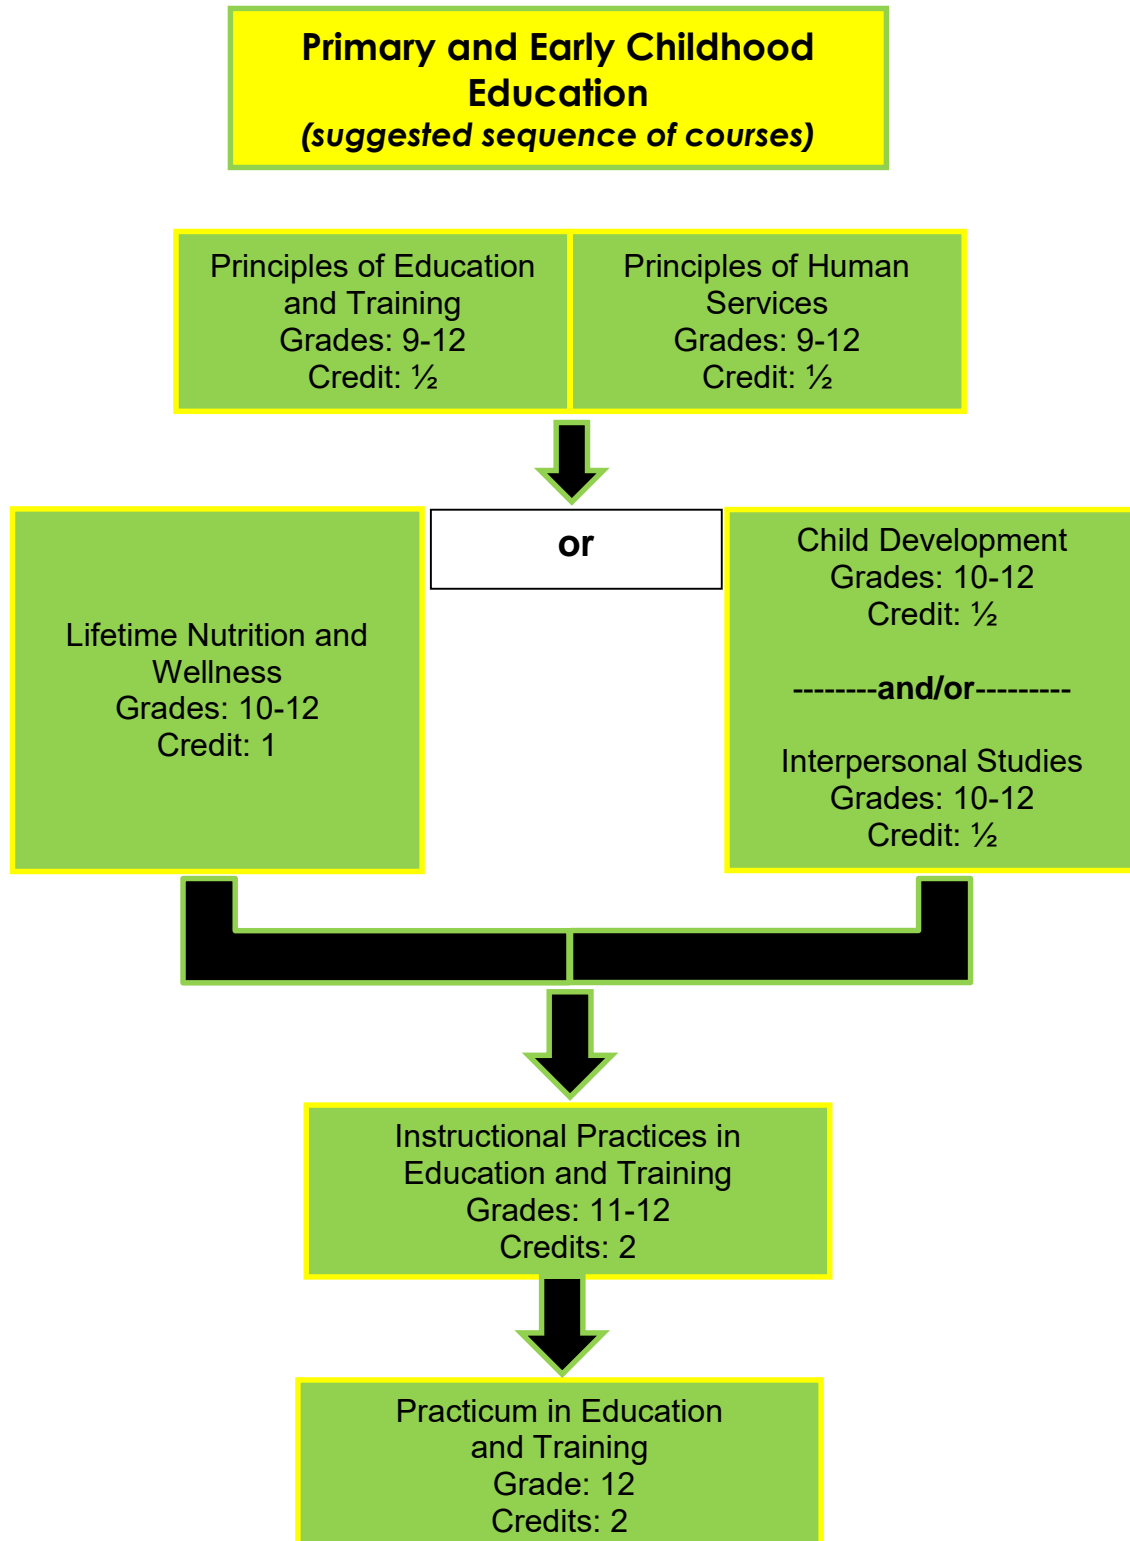 Primary and Early Childhood
Education
(suggested sequence of courses)
Principles of Education
and Training
Grades: 9-12
Credit: ½
Principles of Human
Services
Grades: 9-12
Credit: ½
Lifetime Nutrition and
Wellness
Grades: 10-12
Credit: 1
or
Child Development
Grades: 10-12
Credit: ½
--------and/or---------
Interpersonal Studies
Grades: 10-12
Credit: ½
Instructional Practices in
Education and Training
Grades: 11-12
Credits: 2
Practicum in Education
and Training
Grade: 12
Credits: 2